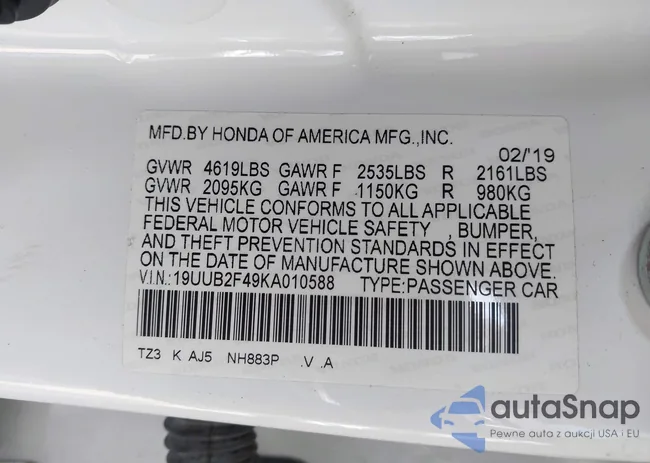 MFD.BY HONDA OF AMERICA MFG.,INC.
02/'19
GVWR 4619LBS GAWR F 2535LBS R 2161LBS
GVWR 2095KG GAWR F 1150KG R 980KG
THIS VEHICLE CONFORMS TO ALL APPLICABLE
FEDERAL MOTOR VEHICLE SAFETY , BUMPER,
AND THEFT PREVENTION STANDARDS IN EFFECT
ON THE DATE OF MANUFACTURE SHOWN ABOVE.
V.I.N.:19UUB2F49KA010588 TYPE:PASSENGER CAR
TZ3 K AJ5 NH883P .V .A
autaSnap
Pewne auta z aukcji USA i EU